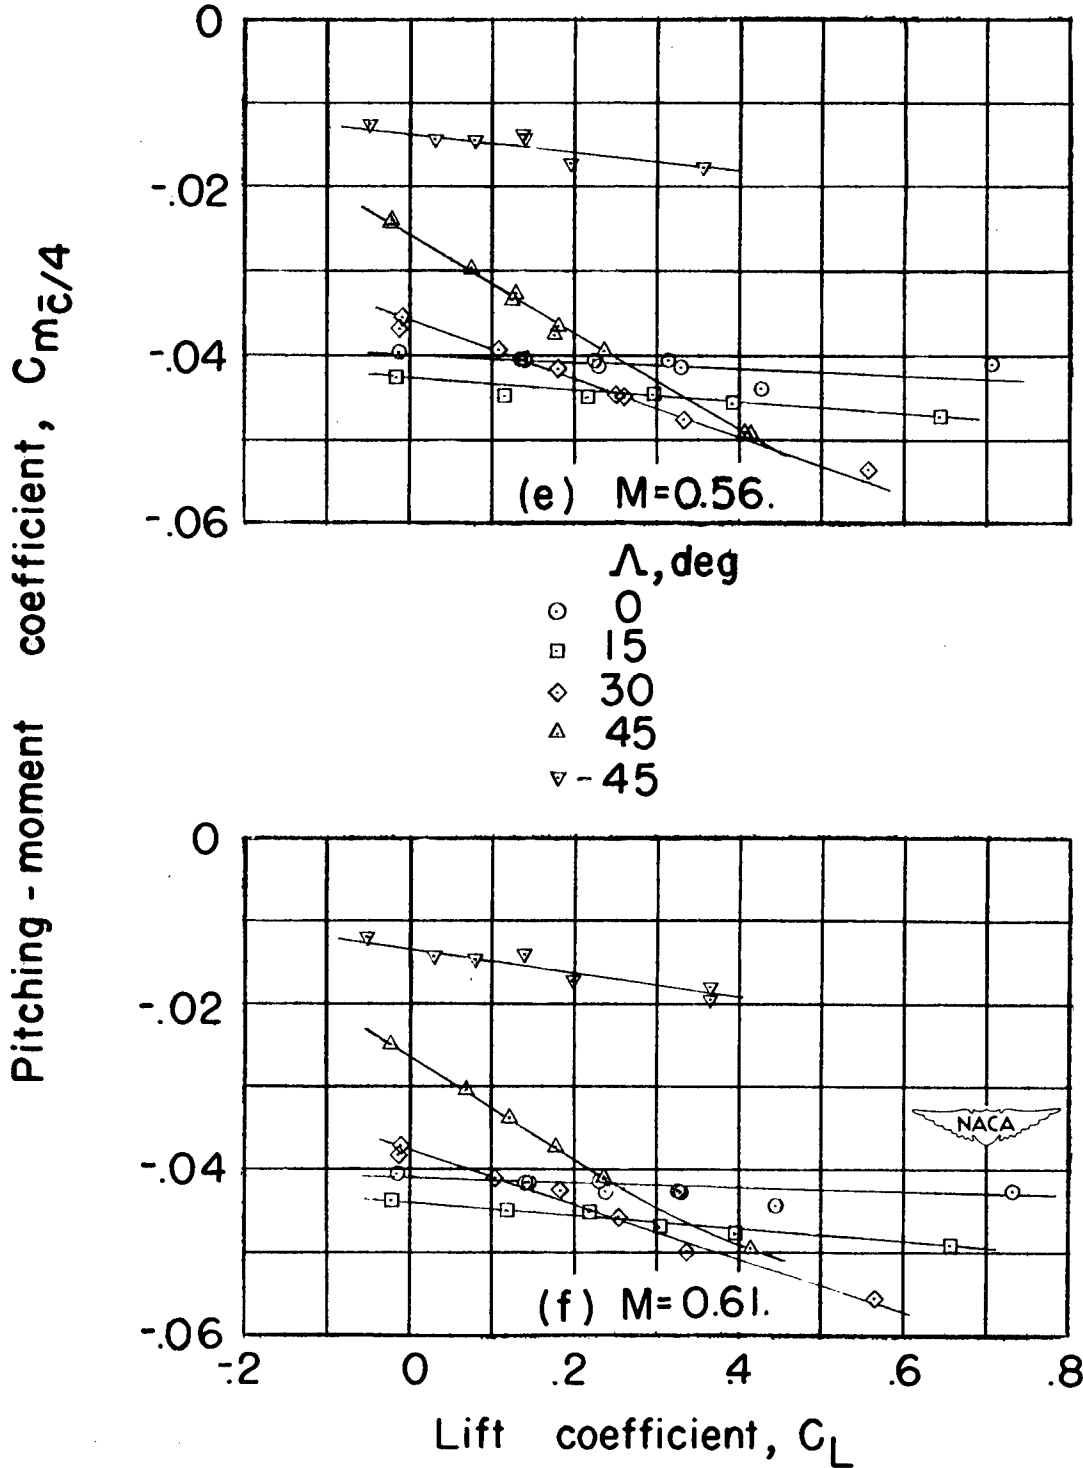 0
-.02
-.04
-.06
(e) M=0.56.
Λ, deg
0
15
30
45
-45
Pitching-moment coefficient, Cm c̄/4
0
-.02
-.04
-.06
NACA
(f) M=0.61.
-.2 0 .2 .4 .6 .8
Lift coefficient, CL